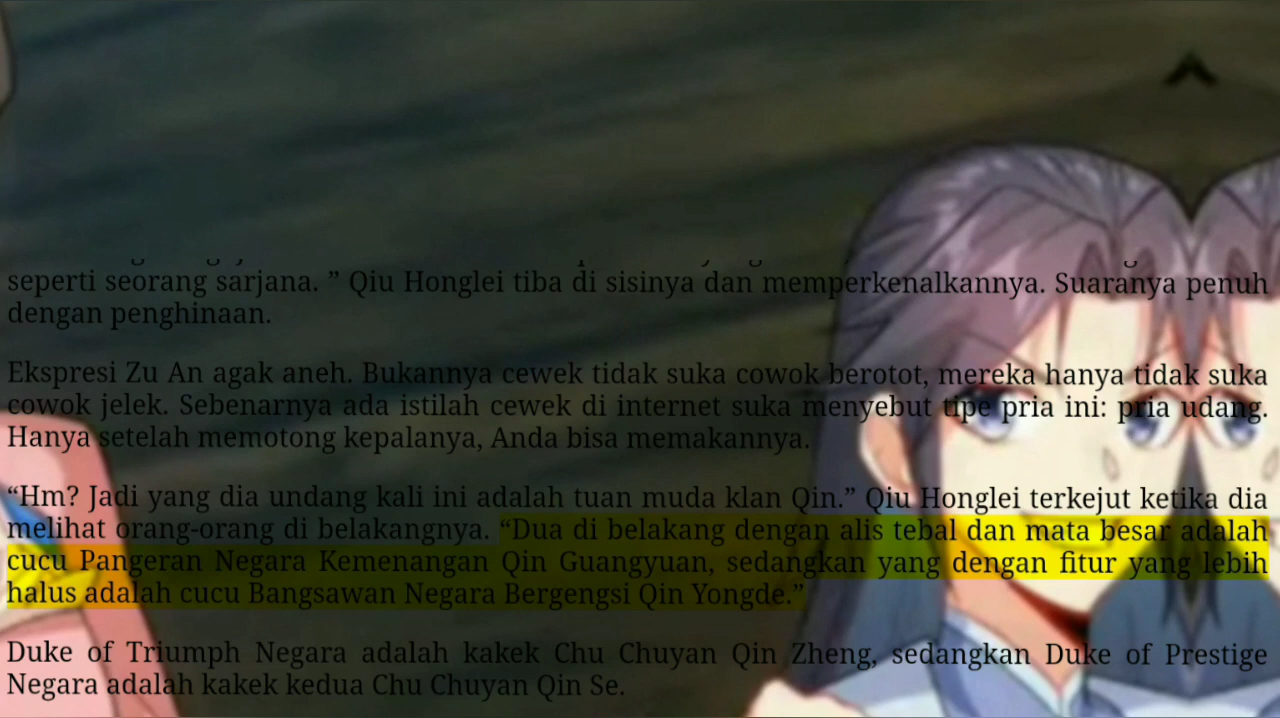 seperti seorang sarjana. ” Qiu Honglei tiba di sisinya dan memperkenalkannya. Suaranya penuh
dengan penghinaan.
Ekspresi Zu An agak aneh. Bukannya cewek tidak suka cowok berotot, mereka hanya tidak suka
cowok jelek. Sebenarnya ada istilah cewek di internet suka menyebut tipe pria ini: pria udang.
Hanya setelah memotong kepalanya, Anda bisa memakannya.
“Hm? Jadi yang dia undang kali ini adalah tuan muda klan Qin.” Qiu Honglei terkejut ketika dia
melihat orang-orang di belakangnya. “Dua di belakang dengan alis tebal dan mata besar adalah
cucu Pangeran Negara Kemenangan Qin Guangyuan, sedangkan yang dengan fitur yang lebih
halus adalah cucu Bangsawan Negara Bergengsi Qin Yongde.”
Duke of Triumph Negara adalah kakek Chu Chuyan Qin Zheng, sedangkan Duke of Prestige
Negara adalah kakek kedua Chu Chuyan Qin Se.